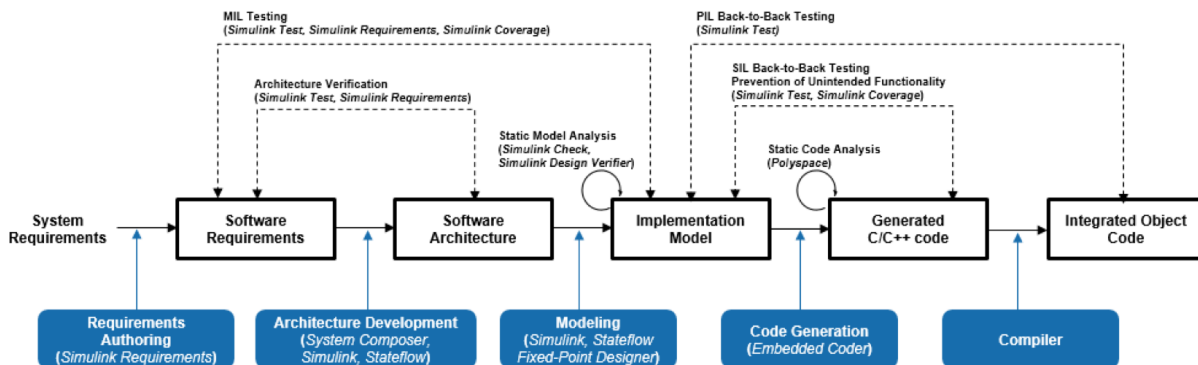 MIL Testing
(Simulink Test, Simulink Requirements, Simulink Coverage)
PIL Back-to-Back Testing
(Simulink Test)
Architecture Verification
(Simulink Test, Simulink Requirements)
SIL Back-to-Back Testing
Prevention of Unintended Functionality
(Simulink Test, Simulink Coverage)
Static Model Analysis
(Simulink Check,
Simulink Design Verifier)
Static Code Analysis
(Polyspace)
System
Requirements
Software
Requirements
Software
Architecture
Implementation
Model
Generated
C/C++ code
Integrated Object
Code
Requirements
Authoring
(Simulink Requirements)
Architecture Development
(System Composer,
Simulink, Stateflow)
Modeling
(Simulink, Stateflow
Fixed-Point Designer)
Code Generation
(Embedded Coder)
Compiler